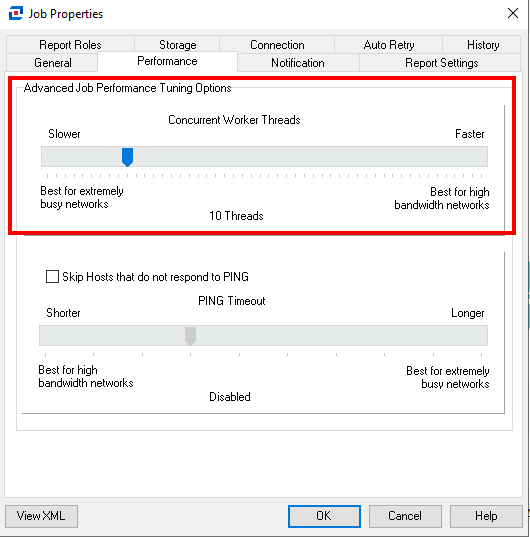 Job Properties
Report Roles
Storage
Connection
Auto Retry
History
General
Performance
Notification
Report Settings
Advanced Job Performance Tuning Options
Concurrent Worker Threads
Slower
Faster
Best for extremely
busy networks
Best for high
bandwidth networks
10 Threads
Skip Hosts that do not respond to PING
PING Timeout
Shorter
Longer
Best for high
bandwidth networks
Best for extremely
busy networks
Disabled
View XML
OK
Cancel
Help